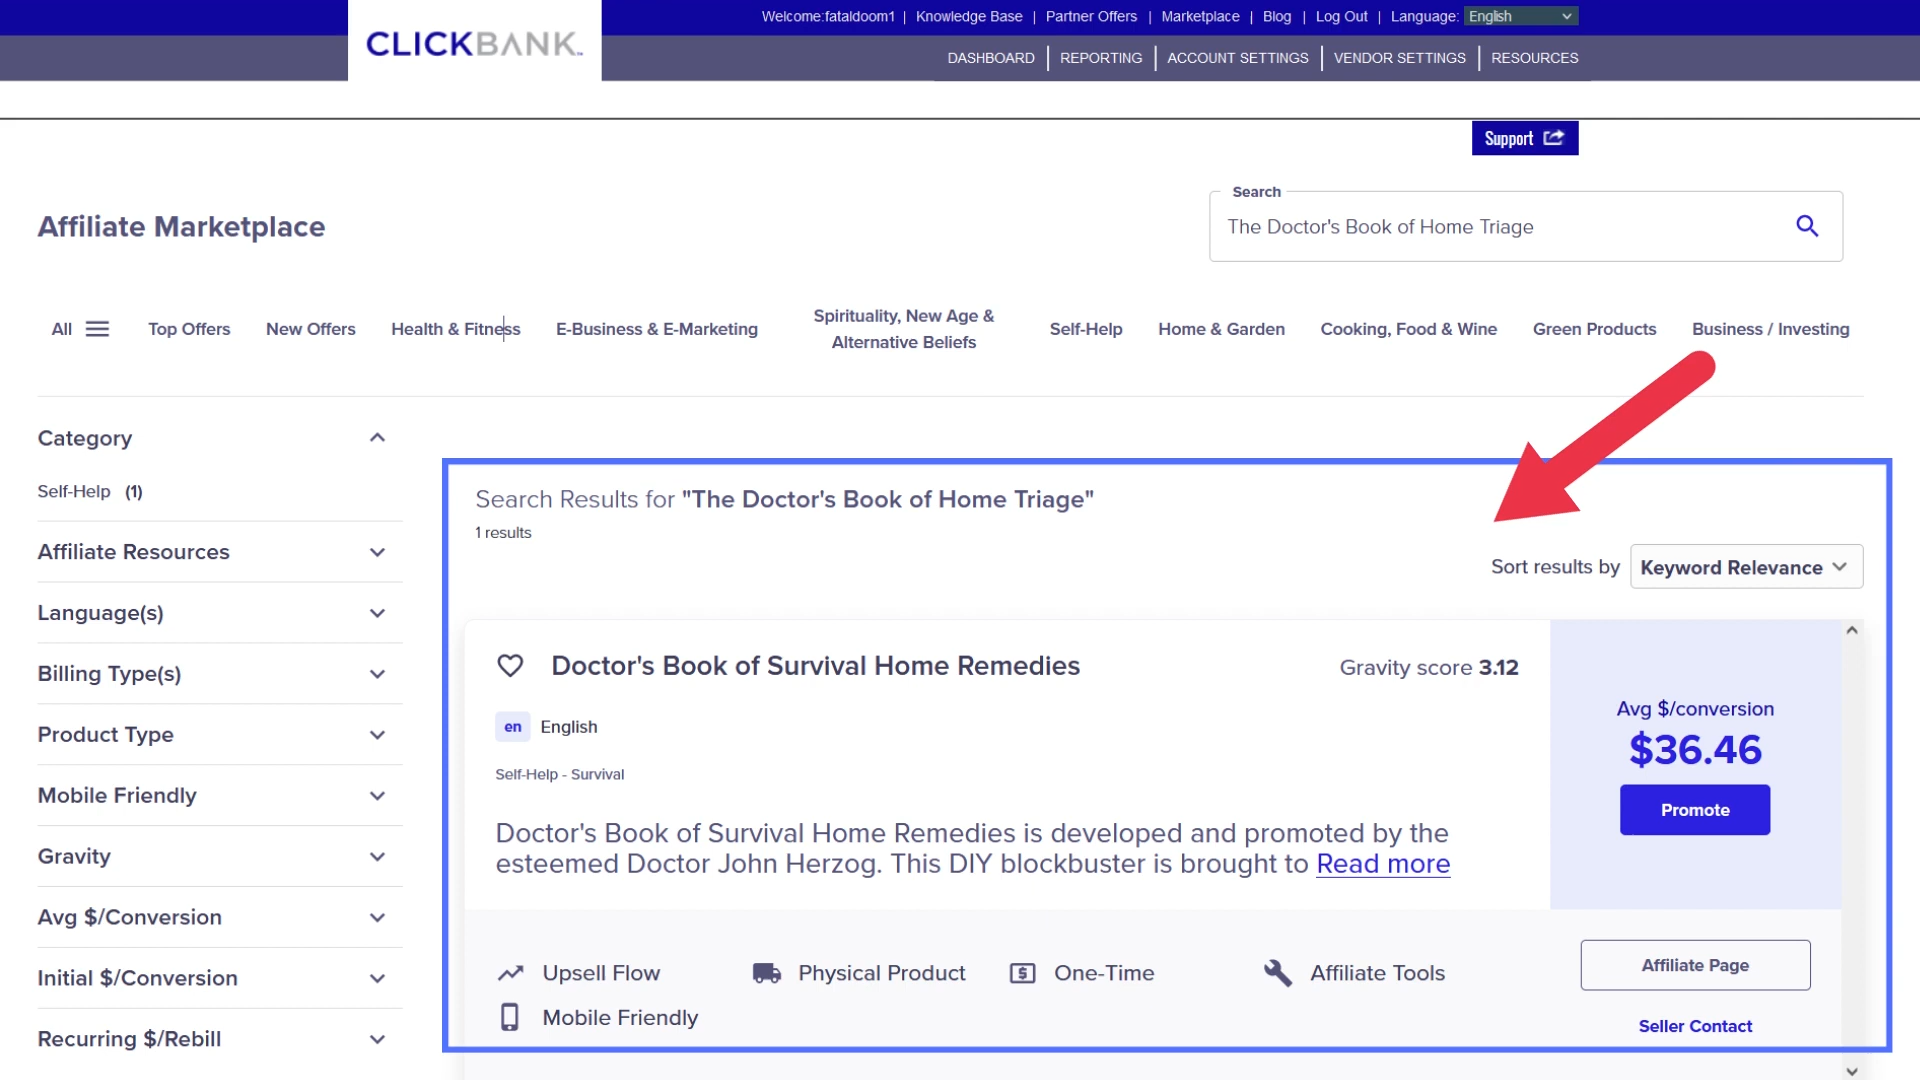 CLICKBANK™
Welcome:fataldoom1 | Knowledge Base | Partner Offers | Marketplace | Blog | Log Out | Language: English
DASHBOARD | REPORTING | ACCOUNT SETTINGS | VENDOR SETTINGS | RESOURCES
Support
Affiliate Marketplace
Search
The Doctor's Book of Home Triage
All
Top Offers
New Offers
Health & Fitness
E-Business & E-Marketing
Spirituality, New Age &
Alternative Beliefs
Self-Help
Home & Garden
Cooking, Food & Wine
Green Products
Business / Investing
Category
Self-Help (1)
Affiliate Resources
Language(s)
Billing Type(s)
Product Type
Mobile Friendly
Gravity
Avg $/Conversion
Initial $/Conversion
Recurring $/Rebill
Search Results for "The Doctor's Book of Home Triage"
1 results
Sort results by Keyword Relevance
Doctor's Book of Survival Home Remedies
Gravity score 3.12
en English
Self-Help - Survival
Doctor's Book of Survival Home Remedies is developed and promoted by the
esteemed Doctor John Herzog. This DIY blockbuster is brought to Read more
Avg $/conversion
$36.46
Promote
Upsell Flow
Physical Product
One-Time
Affiliate Tools
Mobile Friendly
Affiliate Page
Seller Contact